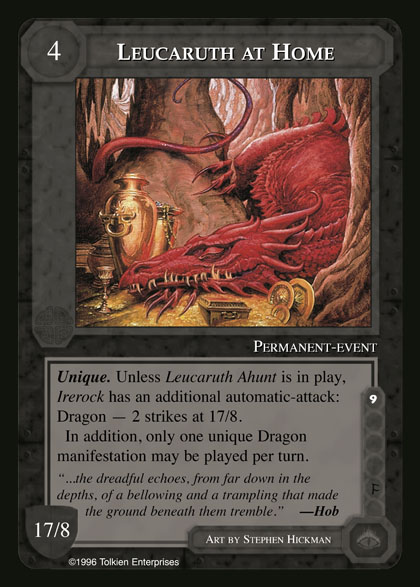 4
LEUCARUTH AT HOME
PERMANENT-EVENT
Unique. Unless Leucaruth Ahunt is in play,
Irerock has an additional automatic-attack:
Dragon — 2 strikes at 17/8.
In addition, only one unique Dragon
manifestation may be played per turn.
“...the dreadful echoes, from far down in the
depths, of a bellowing and a trampling that made
the ground beneath them tremble.” —Hob
9
17/8
ART BY STEPHEN HICKMAN
©1996 Tolkien Enterprises